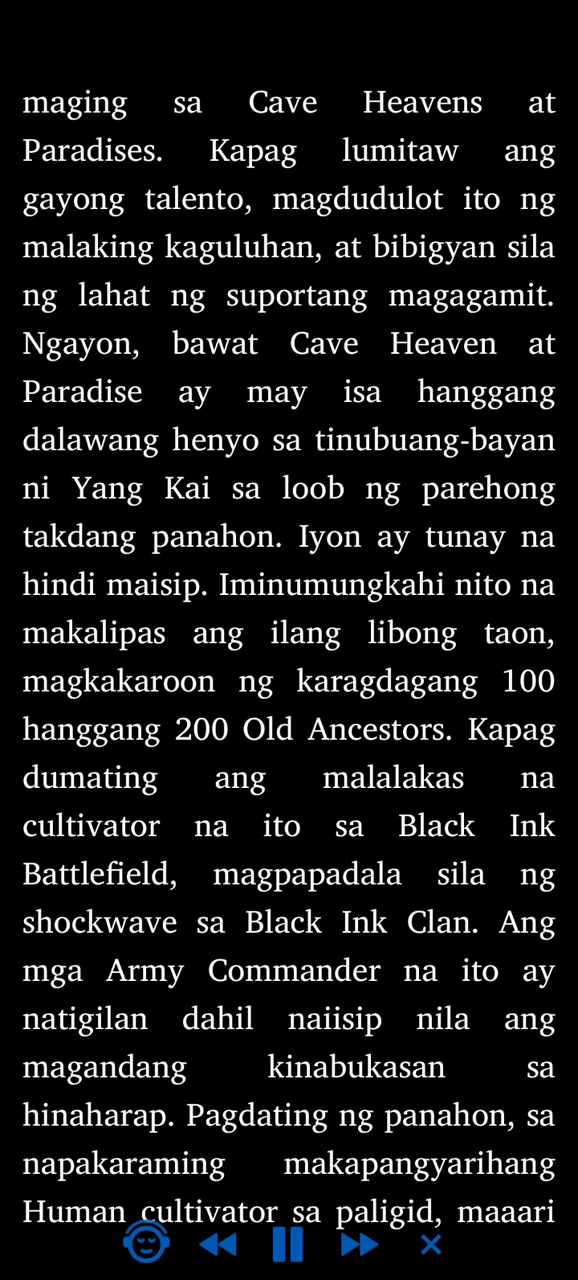 maging sa Cave Heavens at
Paradises. Kapag lumitaw ang
gayong talento, magdudulot ito ng
malaking kaguluhan, at bibigyan sila
ng lahat ng suportang magagamit.
Ngayon, bawat Cave Heaven at
Paradise ay may isa hanggang
dalawang henyo sa tinubuang-bayan
ni Yang Kai sa loob ng parehong
takdang panahon. Iyon ay tunay na
hindi maisip. Iminumungkahi nito na
makalipas ang ilang libong taon,
magkakaroon ng karagdagang 100
hanggang 200 Old Ancestors. Kapag
dumating ang malalakas na
cultivator na ito sa Black Ink
Battlefield, magpapadala sila ng
shockwave sa Black Ink Clan. Ang
mga Army Commander na ito ay
natigilan dahil naiisip nila ang
magandang kinabukasan sa
hinaharap. Pagdating ng panahon, sa
napakaraming makapangyarihang
Human cultivator sa paligid, maaari